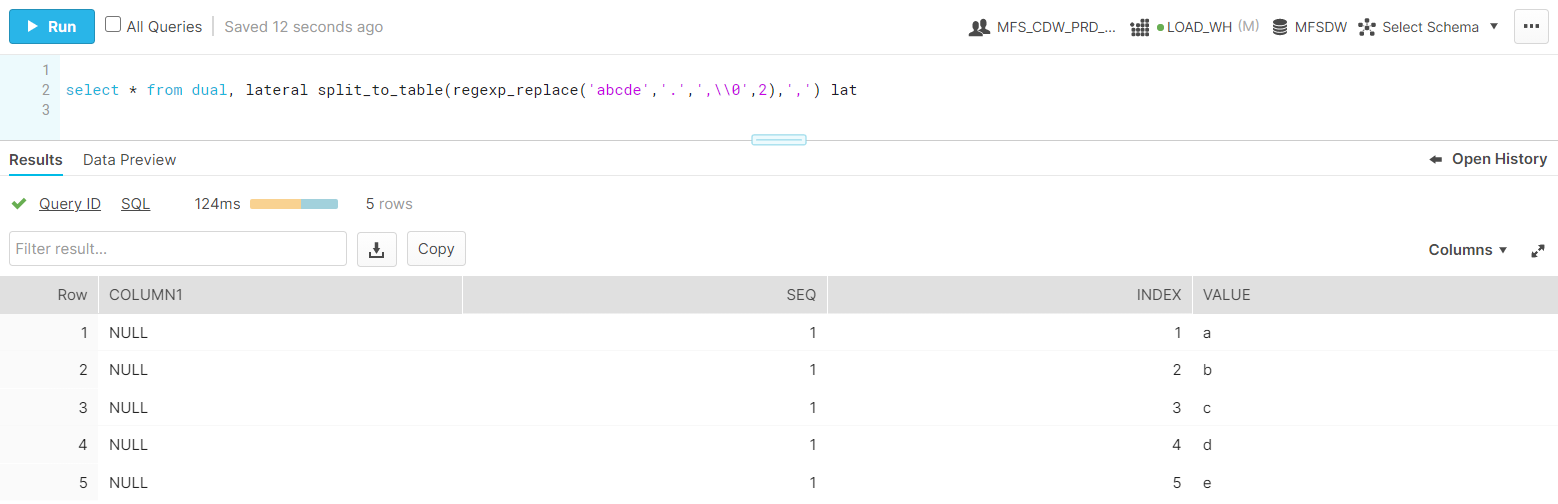 Run All Queries Saved 12 seconds ago MFS_CDW_PRD_... LOAD_WH (M) MFSDW Select Schema
1
2 select * from dual, lateral split_to_table(regexp_replace('abcde','.',',\\0',2),',') lat
3
Results Data Preview Open History
Query ID SQL 124ms 5 rows
Filter result... Copy Columns
Row COLUMN1 SEQ INDEX VALUE
1 NULL 1 1 a
2 NULL 1 2 b
3 NULL 1 3 c
4 NULL 1 4 d
5 NULL 1 5 e